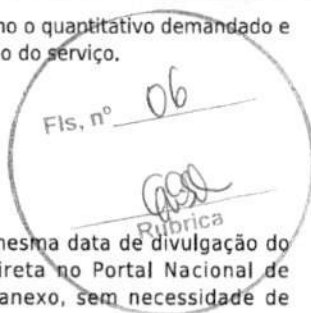 no o quantitativo demandado e
o do serviço.
Fls, nº 06
Rubrica
nesma data de divulgação do
ireta no Portal Nacional de
anexo, sem necessidade de